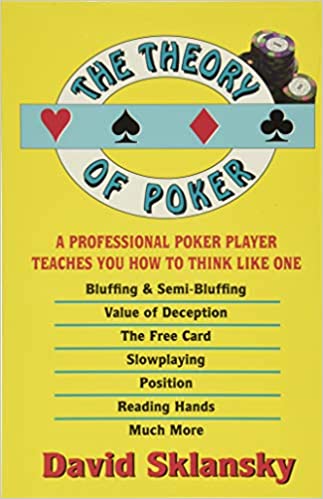 THE THEORY
OF POKER
A PROFESSIONAL POKER PLAYER
TEACHES YOU HOW TO THINK LIKE ONE
Bluffing & Semi-Bluffing
Value of Deception
The Free Card
Slowplaying
Position
Reading Hands
Much More
David Sklansky